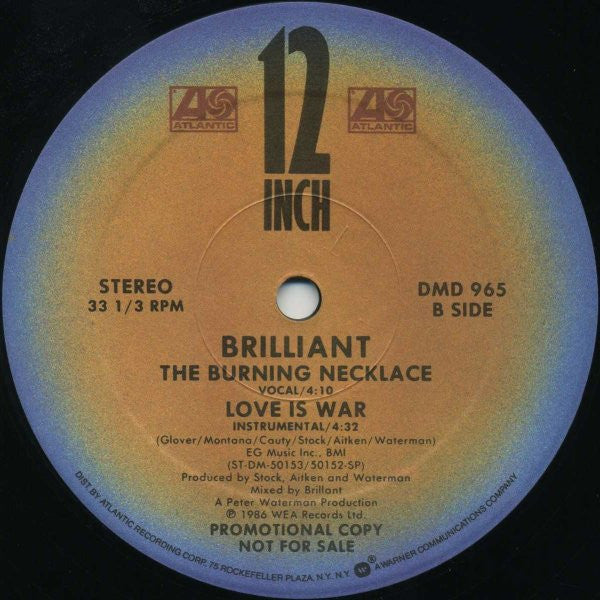 12
INCH
ATLANTIC
ATLANTIC
STEREO
33 1/3 RPM
DMD 965
B SIDE
BRILLIANT
THE BURNING NECKLACE
VOCAL/4:10
LOVE IS WAR
INSTRUMENTAL/4:32
(Glover/Montana/Cauty/Stock/Aitken/Waterman)
EG Music Inc., BMI
(ST-DM-50153/50152-SP)
Produced by Stock, Aitken and Waterman
Mixed by Brillant
A Peter Waterman Production
℗ 1986 WEA Records Ltd.
PROMOTIONAL COPY
NOT FOR SALE
DIST. BY ATLANTIC RECORDING CORP. 75 ROCKEFELLER PLAZA, N.Y. N.Y. ® A WARNER COMMUNICATIONS COMPANY